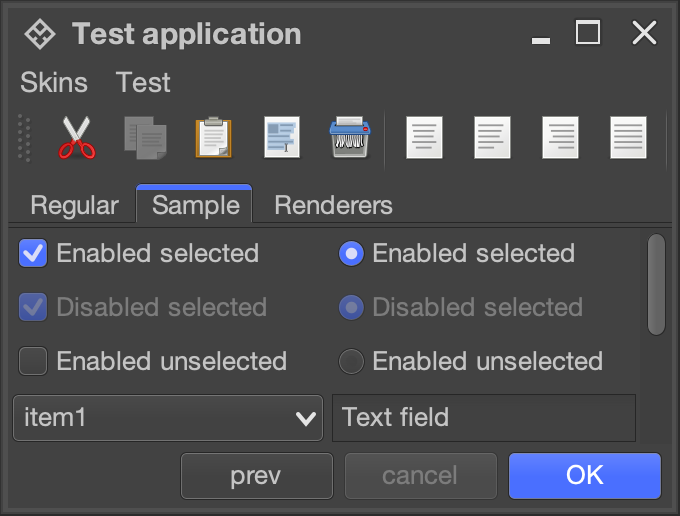 Test application
Skins Test
Regular Sample Renderers
Enabled selected Enabled selected
Disabled selected Disabled selected
Enabled unselected Enabled unselected
item1 Text field
prev cancel OK